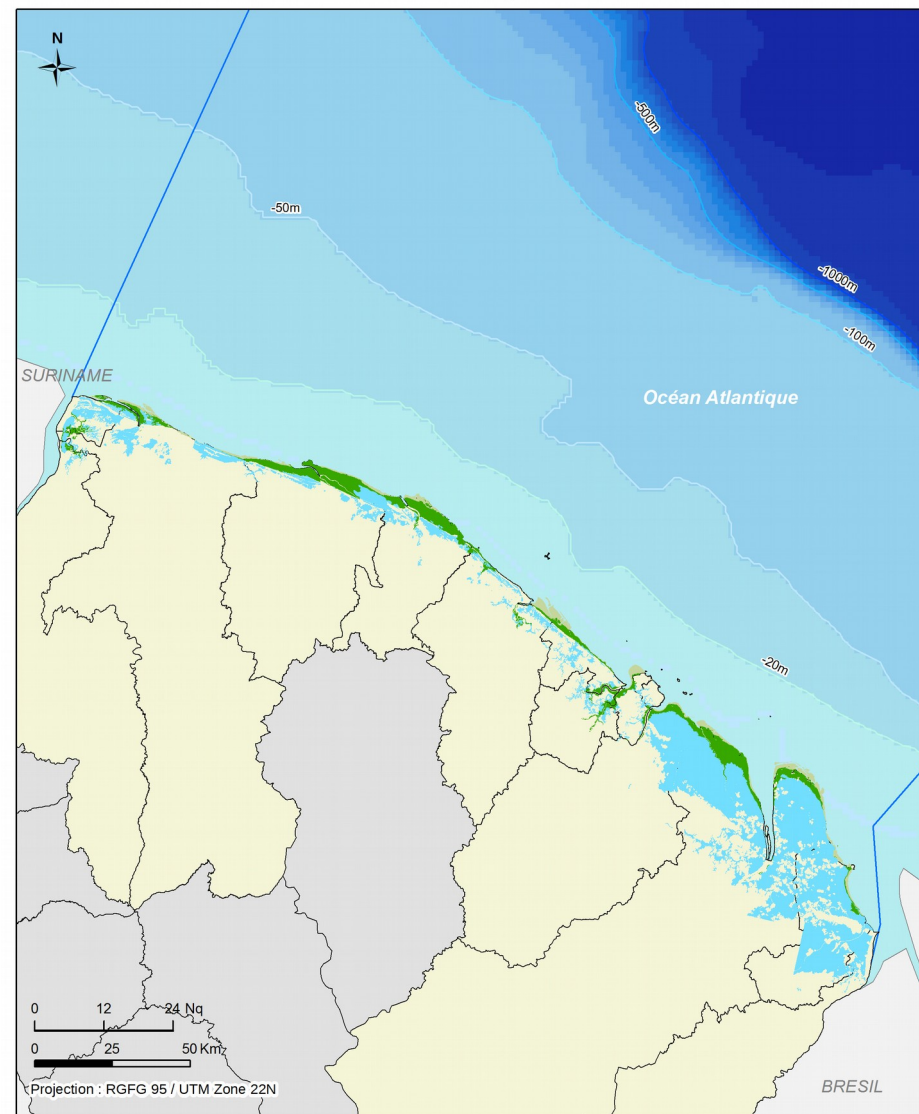 N
-500m
-50m
-1000m
-100m
SURINAME
Océan Atlantique
-20m
0 12 24 Nq
0 25 50 Km
Projection : RGFG 95 / UTM Zone 22N
BRESIL